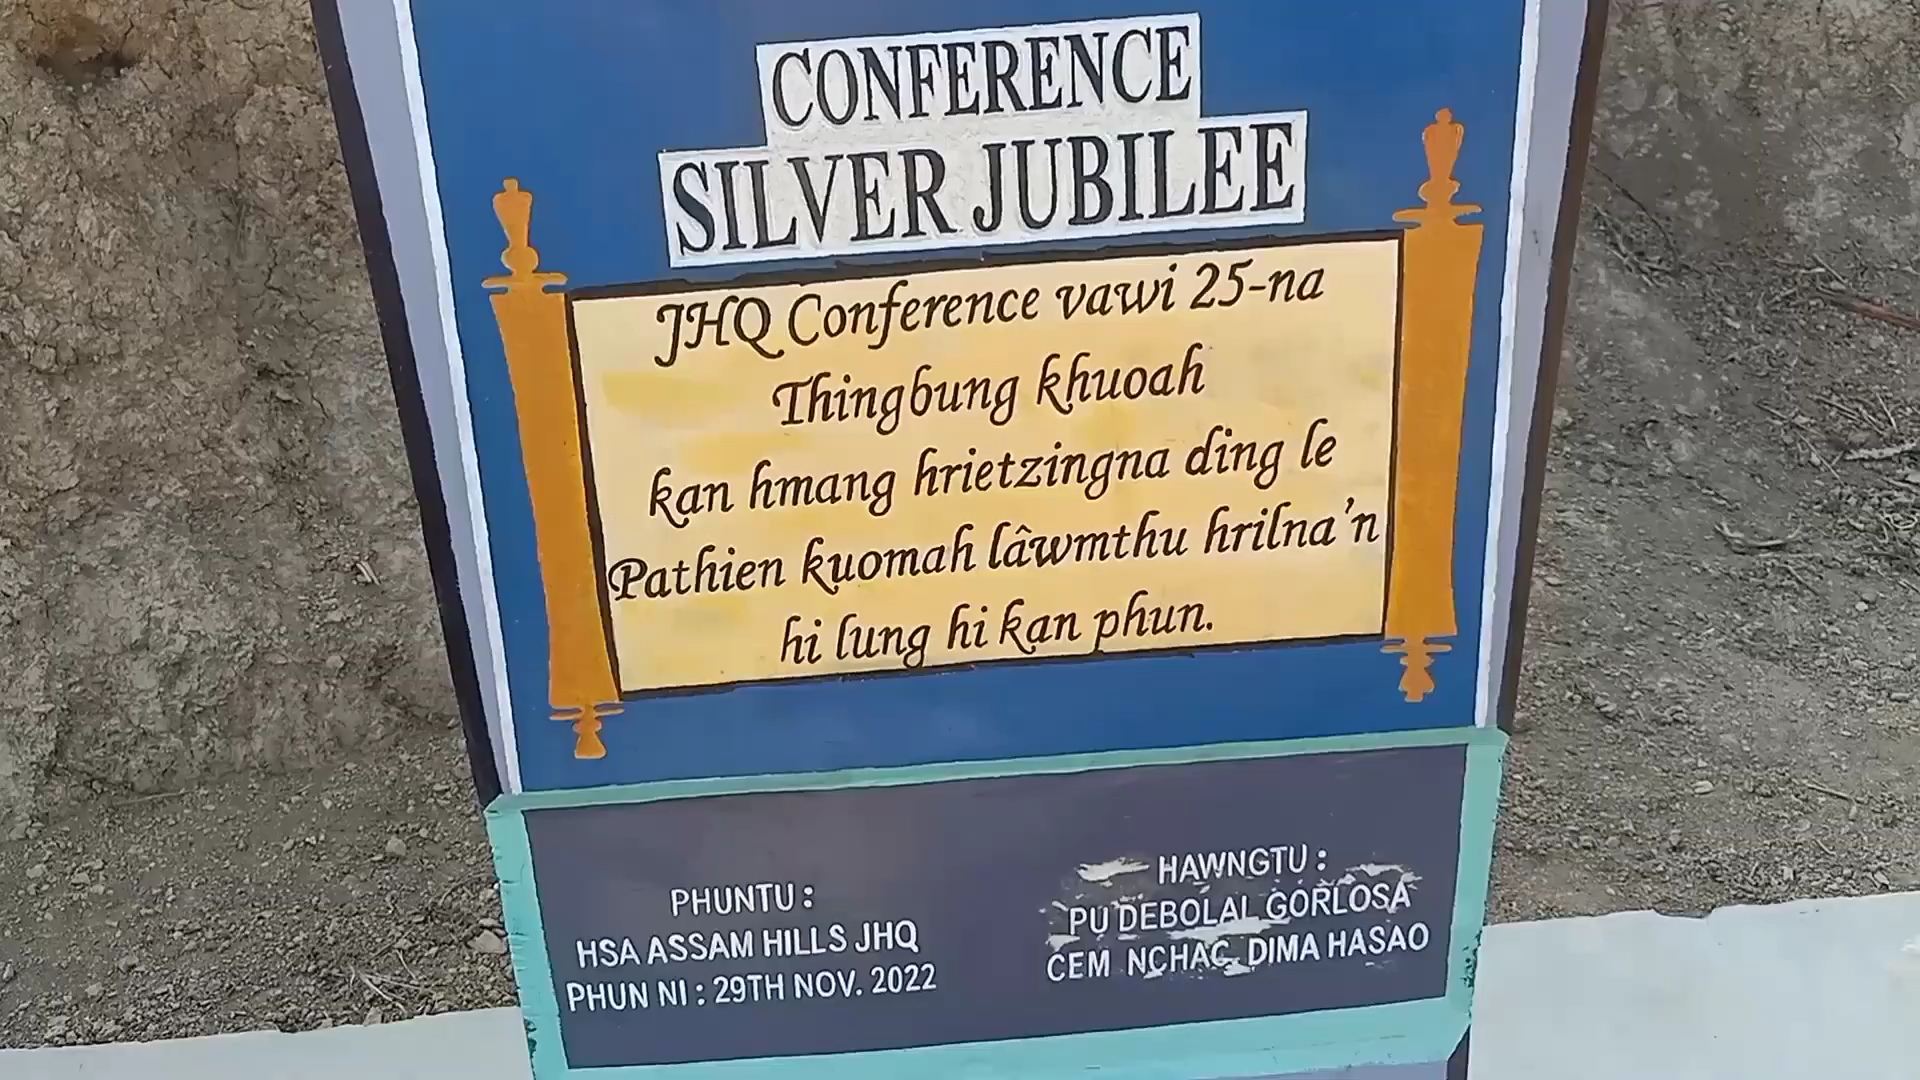 CONFERENCE
SILVER JUBILEE
JHQ Conference vawi 25-na
Thingbung khuoah
kan hmang hrietzingna ding le
Pathien kuomah lâwmthu hrilna'n
hi lung hi kan phun.
PHUNTU :
HSA ASSAM HILLS JHQ
PHUN NI : 29TH NOV. 2022
HAWNGTU :
PU DEBOLAL GORLOSA
CEM NCHAC, DIMA HASAO